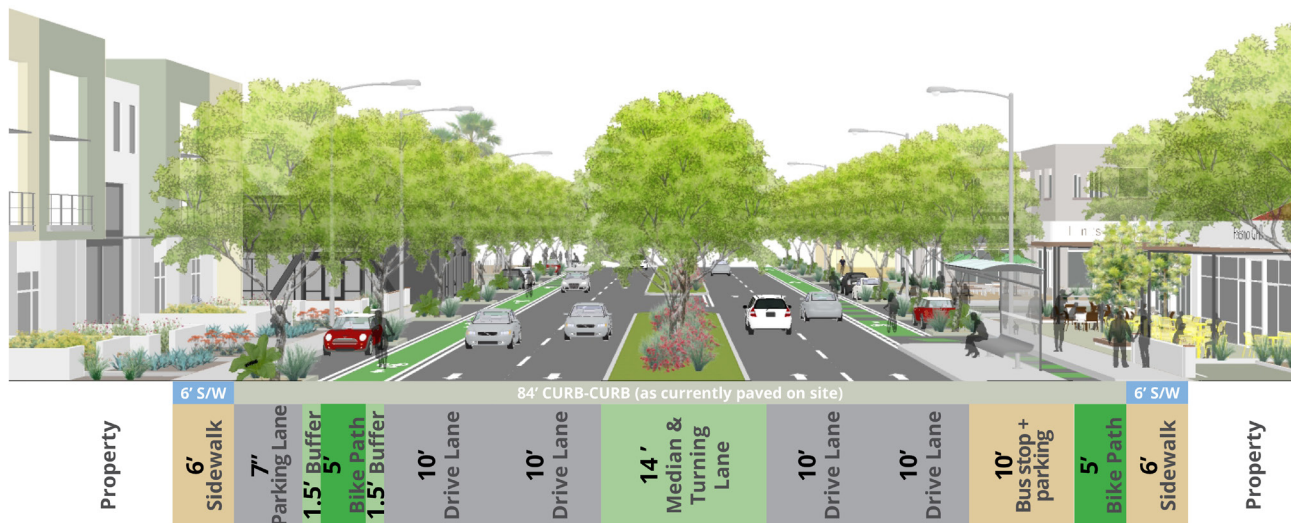 6' S/W
84' CURB-CURB (as currently paved on site)
6' S/W
Property
6'
Sidewalk
7"
Parking Lane
1.5' Buffer
5'
Bike Path
1.5' Buffer
10'
Drive Lane
10'
Drive Lane
14 '
Median &
Turning
Lane
10'
Drive Lane
10'
Drive Lane
10'
Bus stop +
parking
5'
Bike Path
6'
Sidewalk
Property